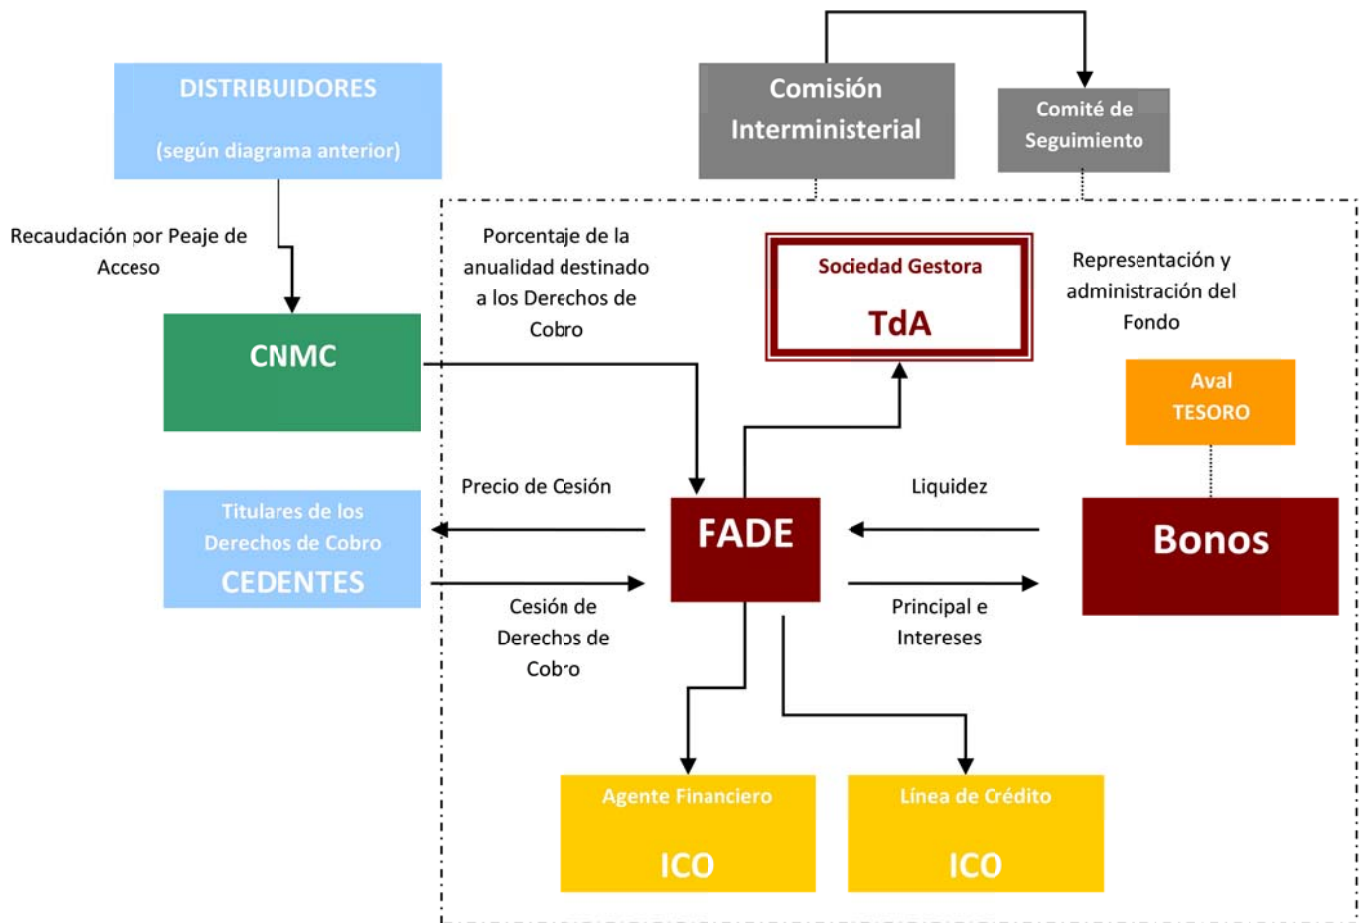 DISTRIBUIDORES
(según diagrama anterior)
Comisión
Interministerial
Comité de
Seguimiento
Recaudación por Peaje de
Acceso
Porcentaje de la
anualidad destinado
a los Derechos de
Cobro
Sociedad Gestora
TdA
Representación y
administración del
Fondo
CNMC
Aval
TESORO
Titulares de los
Derechos de Cobro
CEDENTES
Precio de Cesión
FADE
Liquidez
Bonos
Cesión de
Derechos de
Cobro
Principal e
Intereses
Agente Financiero
ICO
Línea de Crédito
ICO